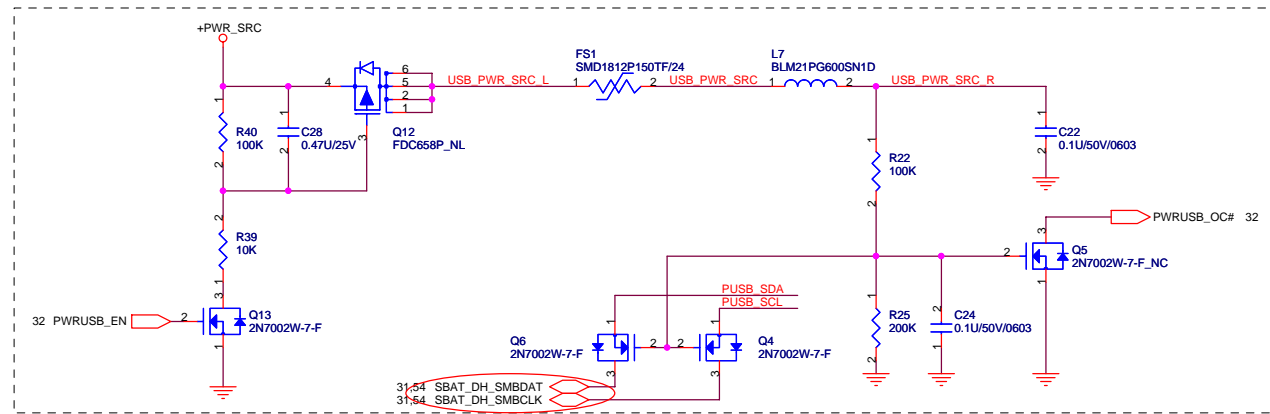 +PWR_SRC
FS1
SMD1812P150TF/24
L7
BLM21PG600SN1D
4
6
5
2
1
USB_PWR_SRC_L
1
2
USB_PWR_SRC
1
2
USB_PWR_SRC_R
1
2
R40
100K
1
2
C28
0.47U/25V
3
Q12
FDC658P_NL
1
2
R22
100K
1
2
C22
0.1U/50V/0603
2
1
R39
10K
3
PWRUSB_OC# 32
2
1
Q5
2N7002W-7-F_NC
PUSB_SDA
PUSB_SCL
32 PWRUSB_EN
2
3
1
Q13
2N7002W-7-F
Q6
2N7002W-7-F
1
2
3
2
1
3
Q4
2N7002W-7-F
1
2
R25
200K
2
1
C24
0.1U/50V/0603
31,54 SBAT_DH_SMBDAT
31,54 SBAT_DH_SMBCLK